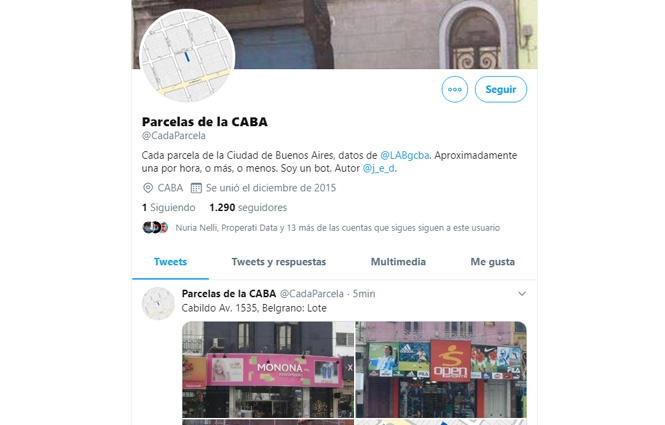 Seguir
Parcelas de la CABA
@CadaParcela
Cada parcela de la Ciudad de Buenos Aires, datos de @LABgcba. Aproximadamente
una por hora, o más, o menos. Soy un bot. Autor @j_e_d.
CABA Se unió el diciembre de 2015
1 Siguiendo 1.290 seguidores
Nuria Nelli, Properati Data y 13 más de las cuentas que sigues siguen a este usuario
Tweets Tweets y respuestas Multimedia Me gusta
Parcelas de la CABA @CadaParcela · 5min
Cabildo Av. 1535, Belgrano: Lote
MONONA
open
FILA
FILA